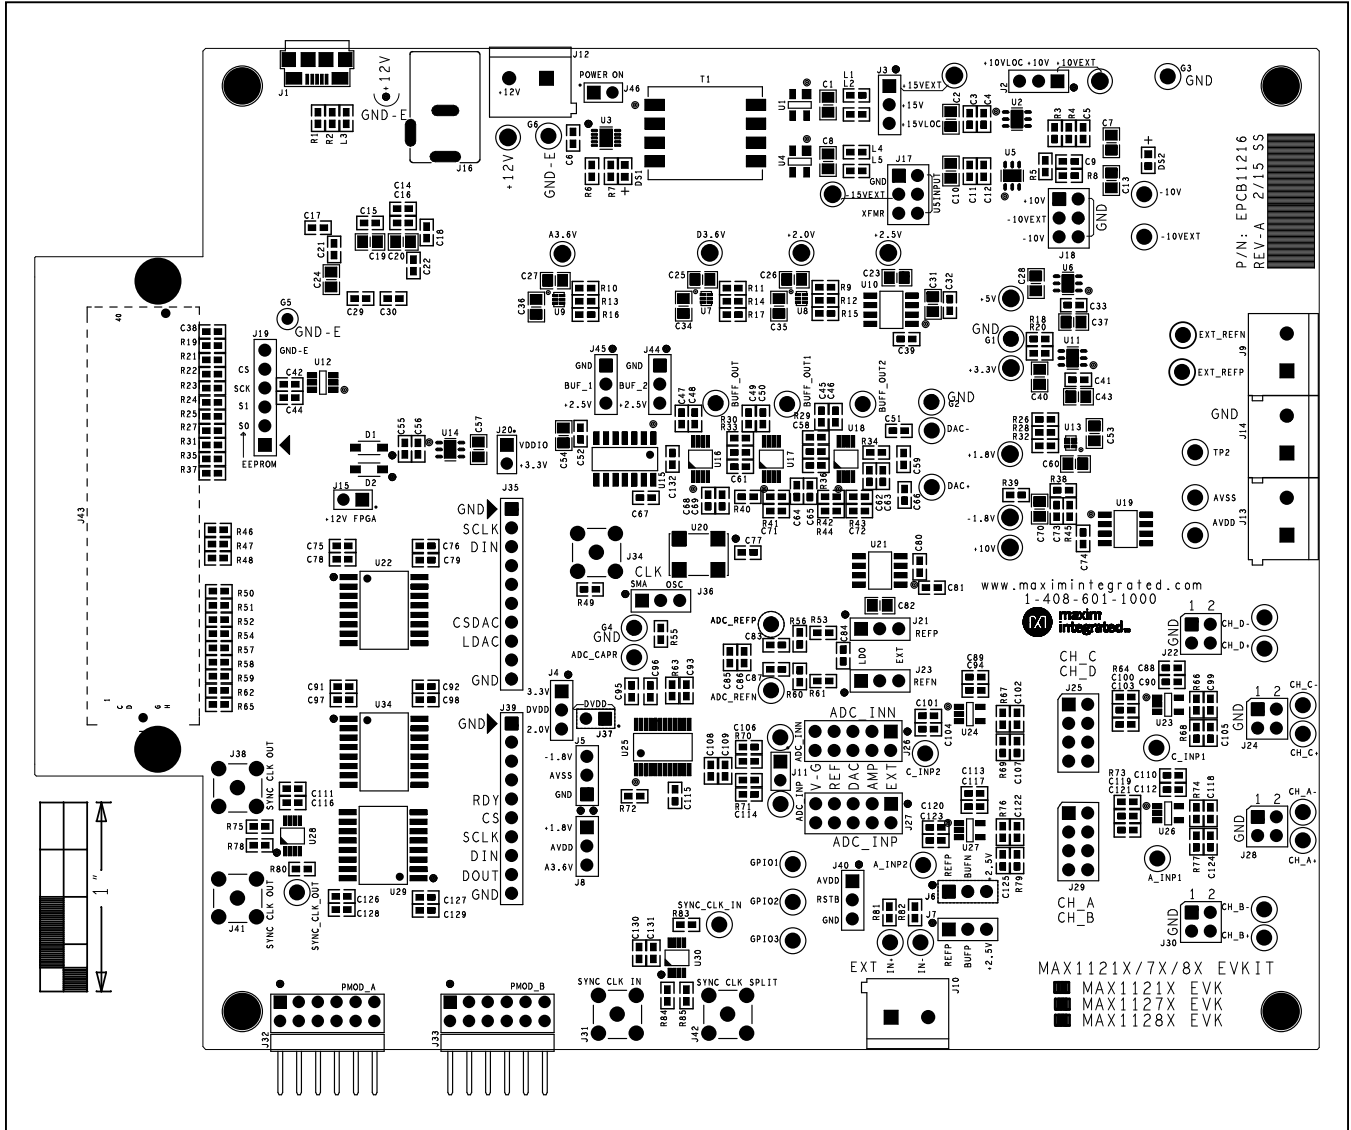 J1
+12V
GND-E
R1
R2
L3
J16
J12
+12V
POWER ON
J46
G6
+12V
GND-E
C6
U3
R6
R7
DS1
T1
U1
C1
L1
L2
U4
C8
L4
L5
J3
+15VEXT
+15V
+15VLOC
C2
C3
C4
U2
+10VLOC +10V +10VEXT
J2
G3
GND
R3
R4
C5
C7
J17
GND
-15VEXT
XFMR
U5INPUT
C10
C11
C12
U5
R5
C9
R8
C13
DS2
-10V
-10VEXT
+10V
-10VEXT
-10V
GND
J18
P/N: EPCB11216
REV-A 2/15 SS
C14
C16
C15
C17
C18
C19
C20
C21
C22
C24
C29
C30
A3.6V
C27
C36
U9
R10
R13
R16
D3.6V
C25
C34
U7
R11
R14
R17
+2.0V
C26
C35
U8
R9
R12
R15
+2.5V
C23
U10
C31
C32
C39
C28
U6
+5V
C33
C37
GND
G1
R18
R20
U11
+3.3V
C40
C41
C43
EXT_REFN
EXT_REFP
J9
GND
TP2
J14
AVSS
AVDD
J13
G5
GND-E
40
J43
C38
R19
R21
R22
R23
R24
R25
R27
R31
R35
R37
J19
GND-E
CS
SCK
S1
S0
EEPROM
C42
C44
U12
D1
D2
C55
C56
U14
C57
J20
VDDIO
+3.3V
J15
+12V FPGA
J45
GND
BUF_1
+2.5V
J44
GND
BUF_2
+2.5V
C54
C52
U15
C132
C67
C47
C48
BUFF_OUT
R30
R33
U16
C61
C68
C69
R40
C49
C50
BUFF_OUT1
R29
C58
U17
R41
C71
C64
C65
C45
C46
BUFF_OUT2
U18
R34
R36
R42
R44
R43
C72
C62
C63
C51
C59
C66
G2
GND
DAC-
DAC+
R26
R28
R32
U13
C53
C60
+1.8V
R39
R38
-1.8V
+10V
C70
C73
R45
C74
U19
R46
R47
R48
R50
R51
R52
R54
R57
R58
R59
R62
R65
C75
C78
C76
C79
U22
C91
C97
C92
C98
U34
J35
GND
SCLK
DIN
CSDAC
LDAC
GND
J34
CLK
R49
U20
C77
SMA OSC
J36
G4
GND
R55
ADC_CAPR
U21
C80
C81
C82
www.maximintegrated.com
1-408-601-1000
maxim
integrated
ADC_REFP
R56
R53
C83
C84
C85
C86
C87
R60
R61
ADC_REFN
J21
REFP
LDO
EXT
J23
REFN
C89
C94
C101
R67
C102
U24
C_INP2
R69
C107
CH_C
CH_D
J25
R64
C100
C103
C88
C90
U23
R66
C99
R68
C105
C_INP1
J22
1 2
GND
CH_D-
CH_D+
1 2
GND
J24
CH_C-
CH_C+
J4
3.3V
DVDD
2.0V
DVDD
J37
C95
C96
R63
C93
U25
C108
C109
C106
R70
R71
C114
C115
R72
ADC_INN
ADC_INP
J11
ADC_INN
J26
V-G
REF
DAC
AMP
EXT
J27
ADC_INP
J5
-1.8V
AVSS
GND
+1.8V
AVDD
A3.6V
J8
J39
GND
RDY
CS
SCLK
DIN
DOUT
GND
J38
SYNC CLK OUT
C111
C116
R75
R78
U28
R80
J41
SYNC CLK OUT
SYNC_CLK_OUT
U29
C126
C128
C127
C129
C113
C117
C120
C123
U27
R76
C122
C125
R79
A_INP2
R73
C119
C121
C110
C112
U26
R74
C118
R77
C124
A_INP1
J29
CH_A
CH_B
1 2
GND
J28
CH_A-
CH_A+
1 2
GND
J30
CH_B-
CH_B+
GPIO1
GPIO2
GPIO3
J40
AVDD
RSTB
GND
R81
R82
EXT
IN+
IN-
REFP
BUFN
+2.5V
J6
J7
REFP
BUFP
+2.5V
J10
SYNC_CLK_IN
R83
C130
C131
U30
R84
R85
SYNC CLK IN
J31
SYNC CLK SPLIT
J42
PMOD_A
J32
PMOD_B
J33
1"
MAX1121X/7X/8X EVKIT
MAX1121X EVK
MAX1127X EVK
MAX1128X EVK